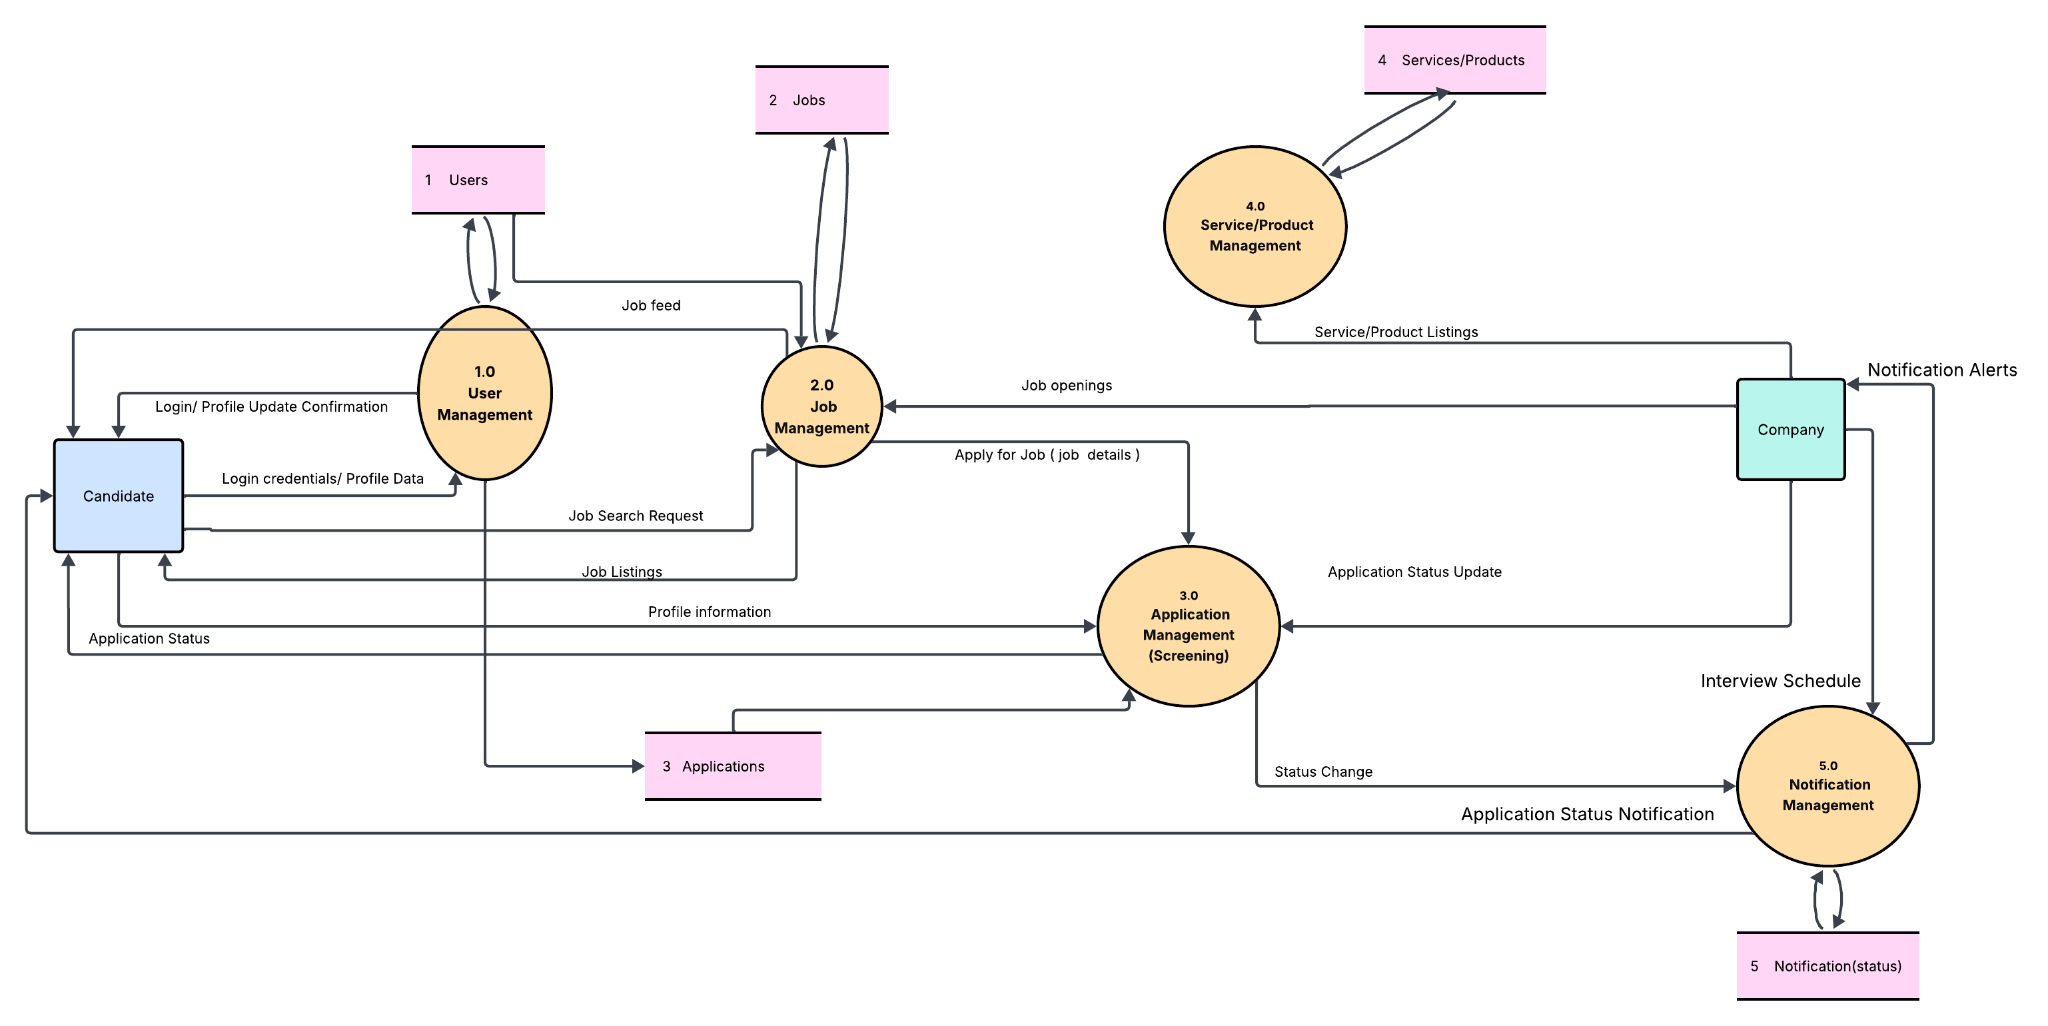 4 Services/Products
2 Jobs
1 Users
4.0
Service/Product
Management
Job feed
Service/Product Listings
Notification Alerts
1.0
User
Management
2.0
Job
Management
Job openings
Login/ Profile Update Confirmation
Company
Apply for Job ( job details )
Candidate
Login credentials/ Profile Data
Job Search Request
Job Listings
Application Status Update
3.0
Application
Management
(Screening)
Profile information
Application Status
Interview Schedule
3 Applications
Status Change
5.0
Notification
Management
Application Status Notification
5 Notification(status)